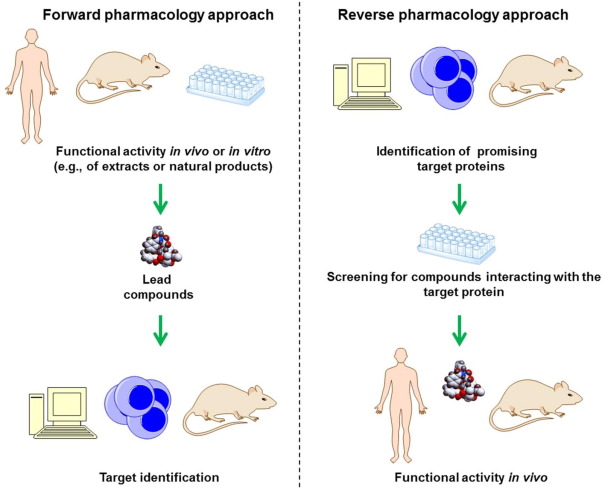 Forward pharmacology approach
Functional activity in vivo or in vitro
(e.g., of extracts or natural products)
Lead
compounds
Target identification
Reverse pharmacology approach
Identification of promising
target proteins
Screening for compounds interacting with the
target protein
Functional activity in vivo